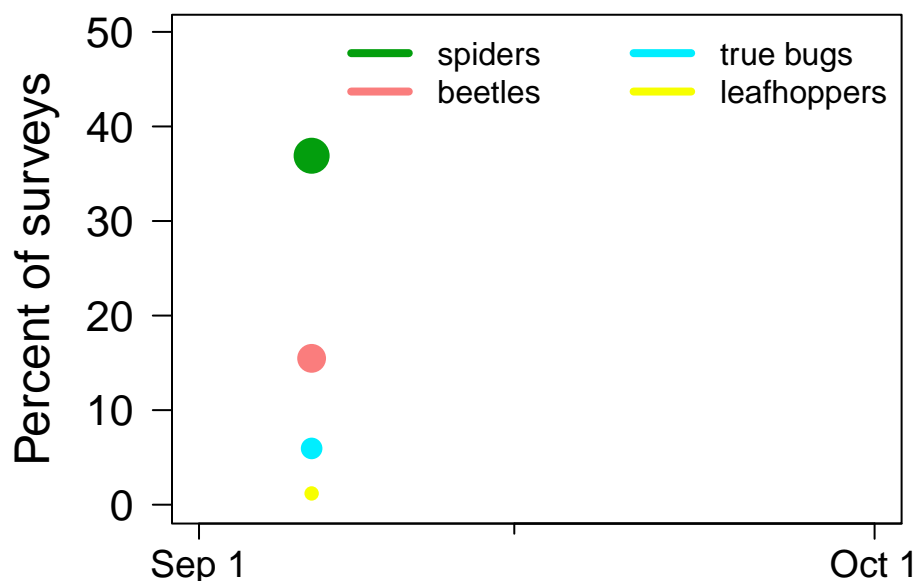 Percent of surveys
50
40
30
20
10
0
spiders
beetles
true bugs
leafhoppers
Sep 1
Oct 1